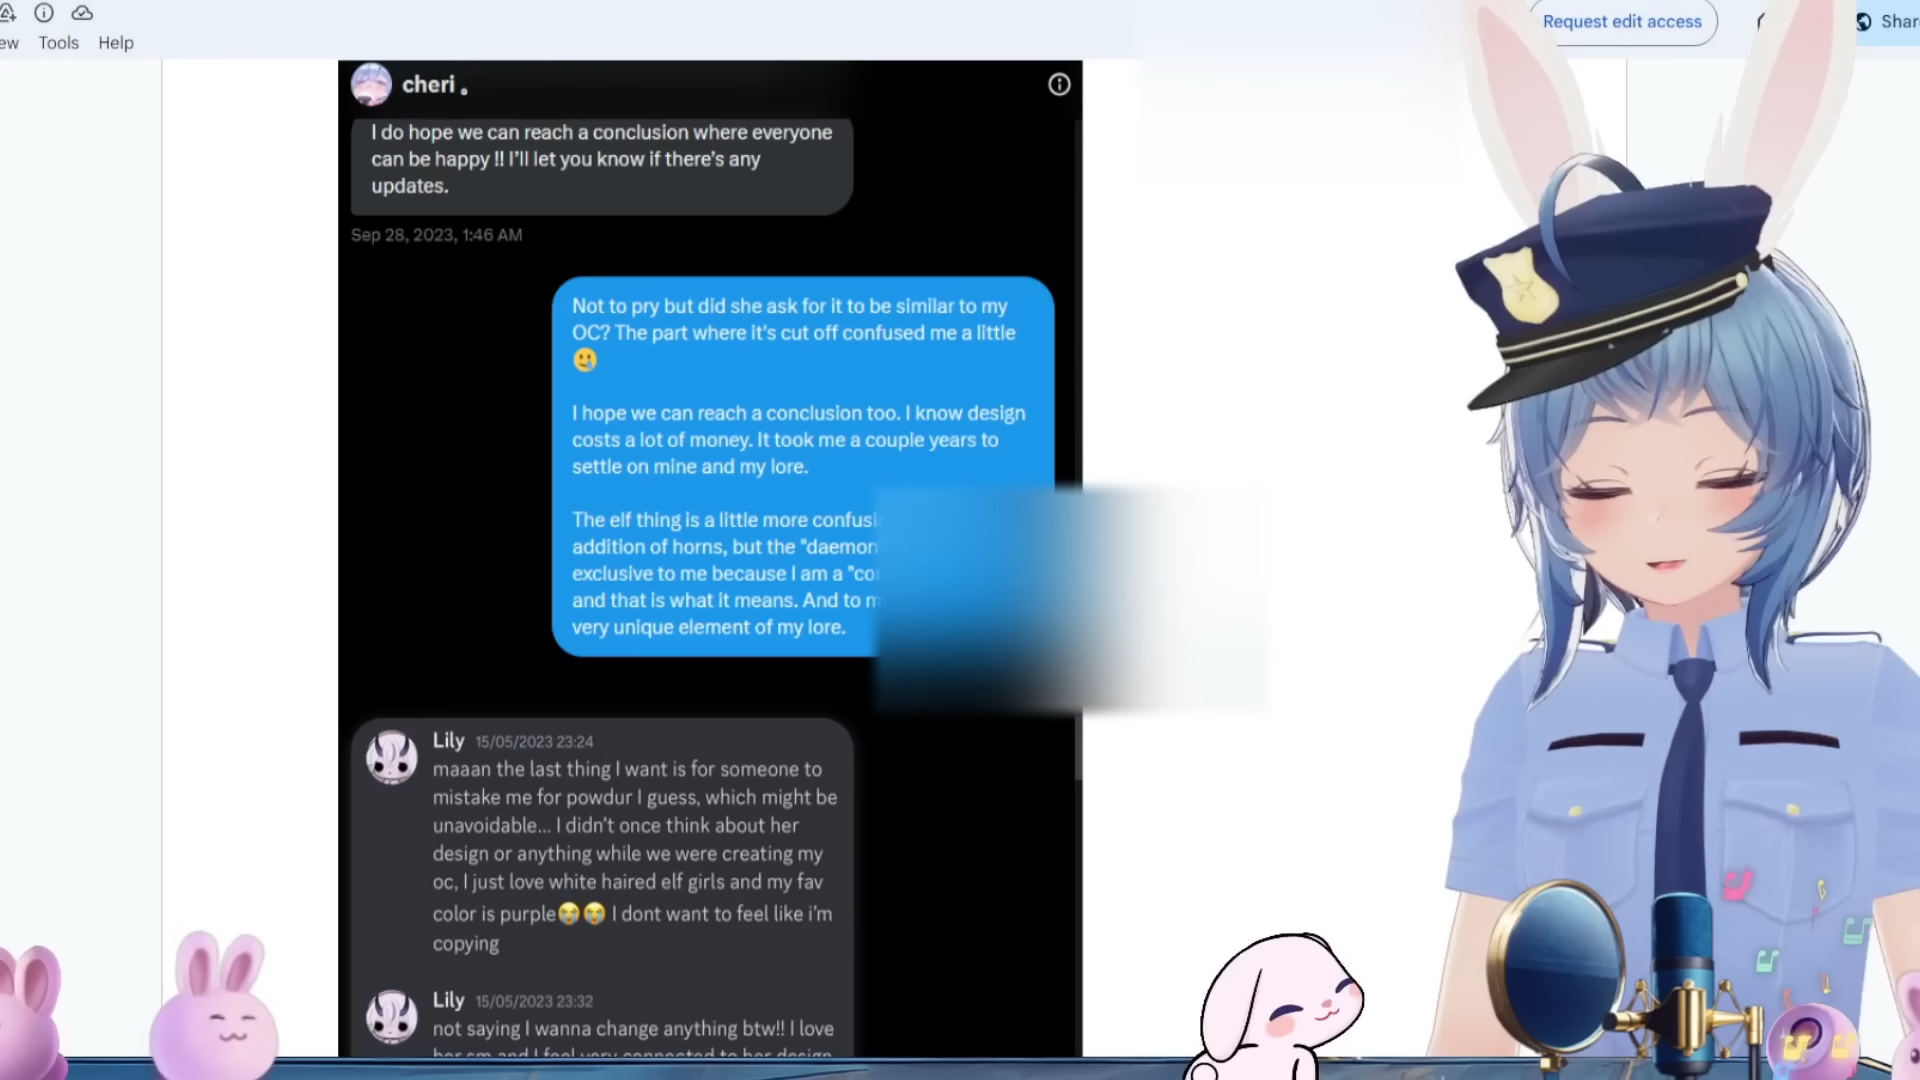 Request edit access
Tools Help
cheri 。
I do hope we can reach a conclusion where everyone
can be happy !! I'll let you know if there's any
updates.
Sep 28, 2023, 1:46 AM
Not to pry but did she ask for it to be similar to my
OC? The part where it's cut off confused me a little
🥲
I hope we can reach a conclusion too. I know design
costs a lot of money. It took me a couple years to
settle on mine and my lore.
The elf thing is a little more
addition of horns, but the "daemon
exclusive to me because I am a
and that is what it means. And to
very unique element of my lore.
Lily 15/05/2023 23:24
maaan the last thing I want is for someone to
mistake me for powdur I guess, which might be
unavoidable... I didn't once think about her
design or anything while we were creating my
oc, I just love white haired elf girls and my fav
color is purple😭😭 I dont want to feel like i'm
copying
Lily 15/05/2023 23:32
not saying I wanna change anything btw!! I love
her sm and I feel very connected to her design